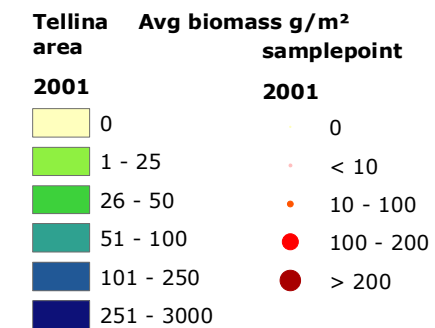 Tellina Avg biomass g/m²
area samplepoint
2001 2001
0 0
1 - 25 < 10
26 - 50 10 - 100
51 - 100 100 - 200
101 - 250 > 200
251 - 3000